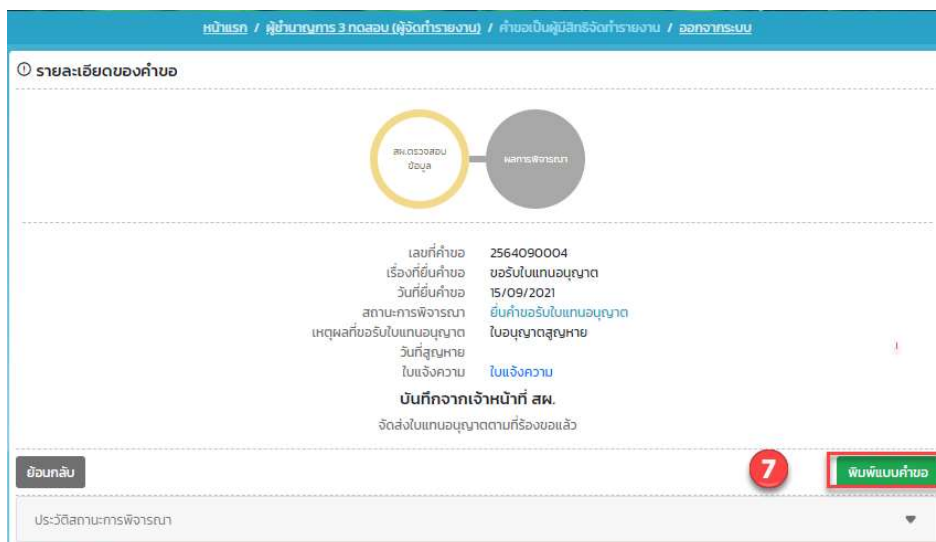 หน้าแรก / ผู้ชำนาญการ 3 ทดสอบ (ผู้จัดทำรายงาน) / คำขอเป็นผู้มีสิทธิจัดทำรายงาน / ออกจากระบบ
รายละเอียดของคำขอ
สผ.ตรวจสอบ
ข้อมูล
ผลการพิจารณา
เลขที่คำขอ 2564090004
เรื่องที่ยื่นคำขอ ขอรับใบแทนอนุญาต
วันที่ยื่นคำขอ 15/09/2021
สถานะการพิจารณา ยื่นคำขอรับใบแทนอนุญาต
เหตุผลที่ขอรับใบแทนอนุญาต ใบอนุญาตสูญหาย
วันที่สูญหาย
ใบแจ้งความ ใบแจ้งความ
บันทึกจากเจ้าหน้าที่ สผ.
จัดส่งใบแทนอนุญาตตามที่ร้องขอแล้ว
ย้อนกลับ 7 พิมพ์แบบคำขอ
ประวัติสถานะการพิจารณา